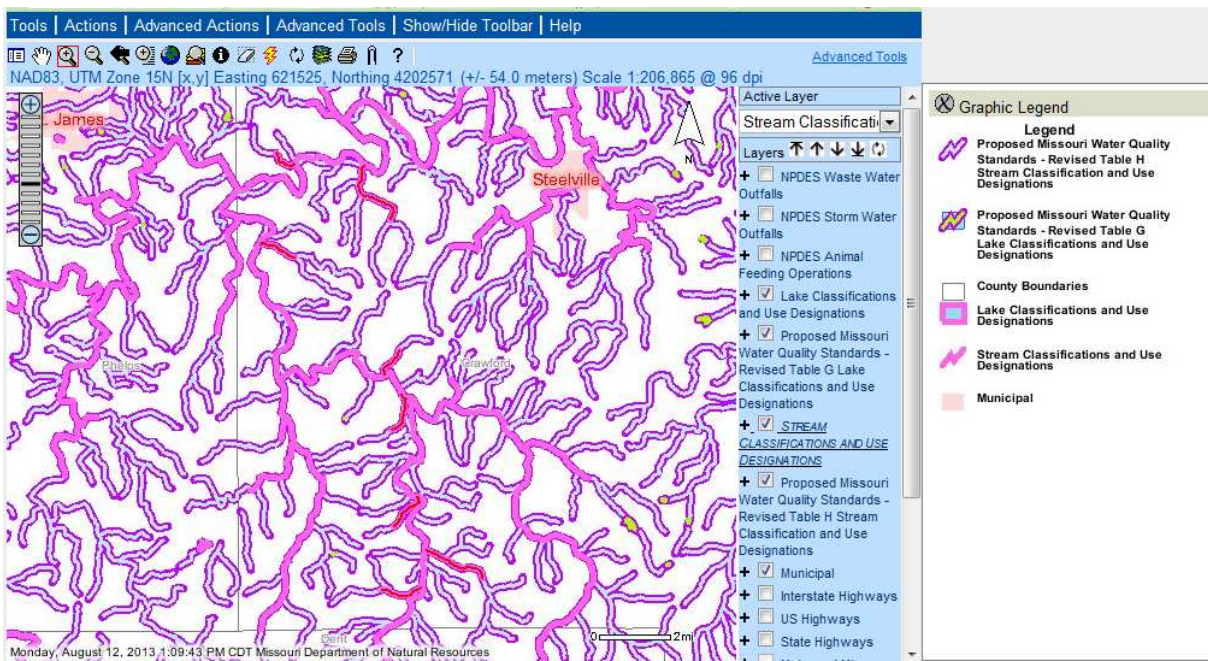 Tools | Actions | Advanced Actions | Advanced Tools | Show/Hide Toolbar | Help
Advanced Tools
NAD83, UTM Zone 15N [x,y] Easting 621525, Northing 4202571 (+/- 54.0 meters) Scale 1:206,865 @ 96 dpi
James
N
Steelville
Phelps
Crawford
Dent
0 2mi
Monday, August 12, 2013 1:09:43 PM CDT Missouri Department of Natural Resources
Active Layer
Stream Classificati
Layers
NPDES Waste Water
Outfalls
NPDES Storm Water
Outfalls
NPDES Animal
Feeding Operations
Lake Classifications
and Use Designations
Proposed Missouri
Water Quality Standards -
Revised Table G Lake
Classifications and Use
Designations
STREAM
CLASSIFICATIONS AND USE
DESIGNATIONS
Proposed Missouri
Water Quality Standards -
Revised Table H Stream
Classification and Use
Designations
Municipal
Interstate Highways
US Highways
State Highways
Graphic Legend
Legend
Proposed Missouri Water Quality
Standards - Revised Table H
Stream Classification and Use
Designations
Proposed Missouri Water Quality
Standards - Revised Table G
Lake Classifications and Use
Designations
County Boundaries
Lake Classifications and Use
Designations
Stream Classifications and Use
Designations
Municipal